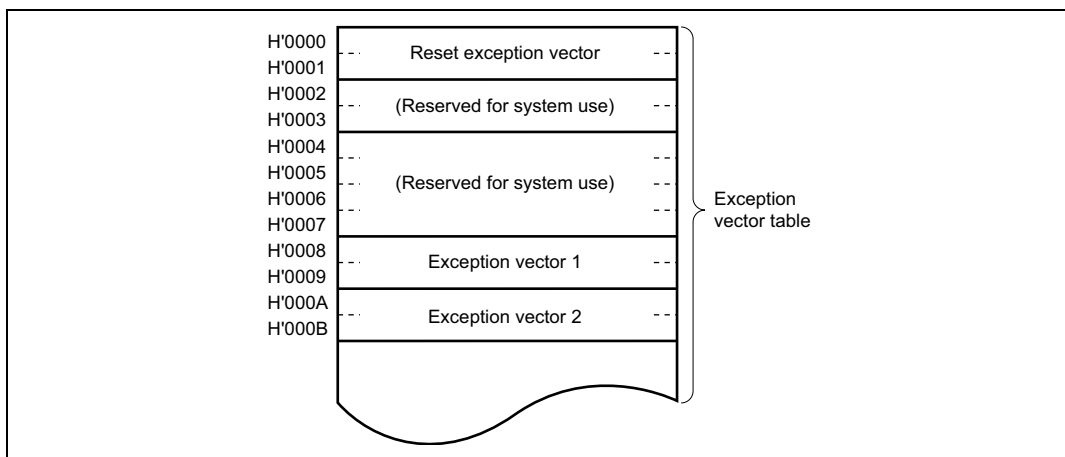 H'0000
H'0001
Reset exception vector
H'0002
H'0003
(Reserved for system use)
H'0004
H'0005
H'0006
H'0007
(Reserved for system use)
H'0008
H'0009
Exception vector 1
H'000A
H'000B
Exception vector 2
Exception
vector table